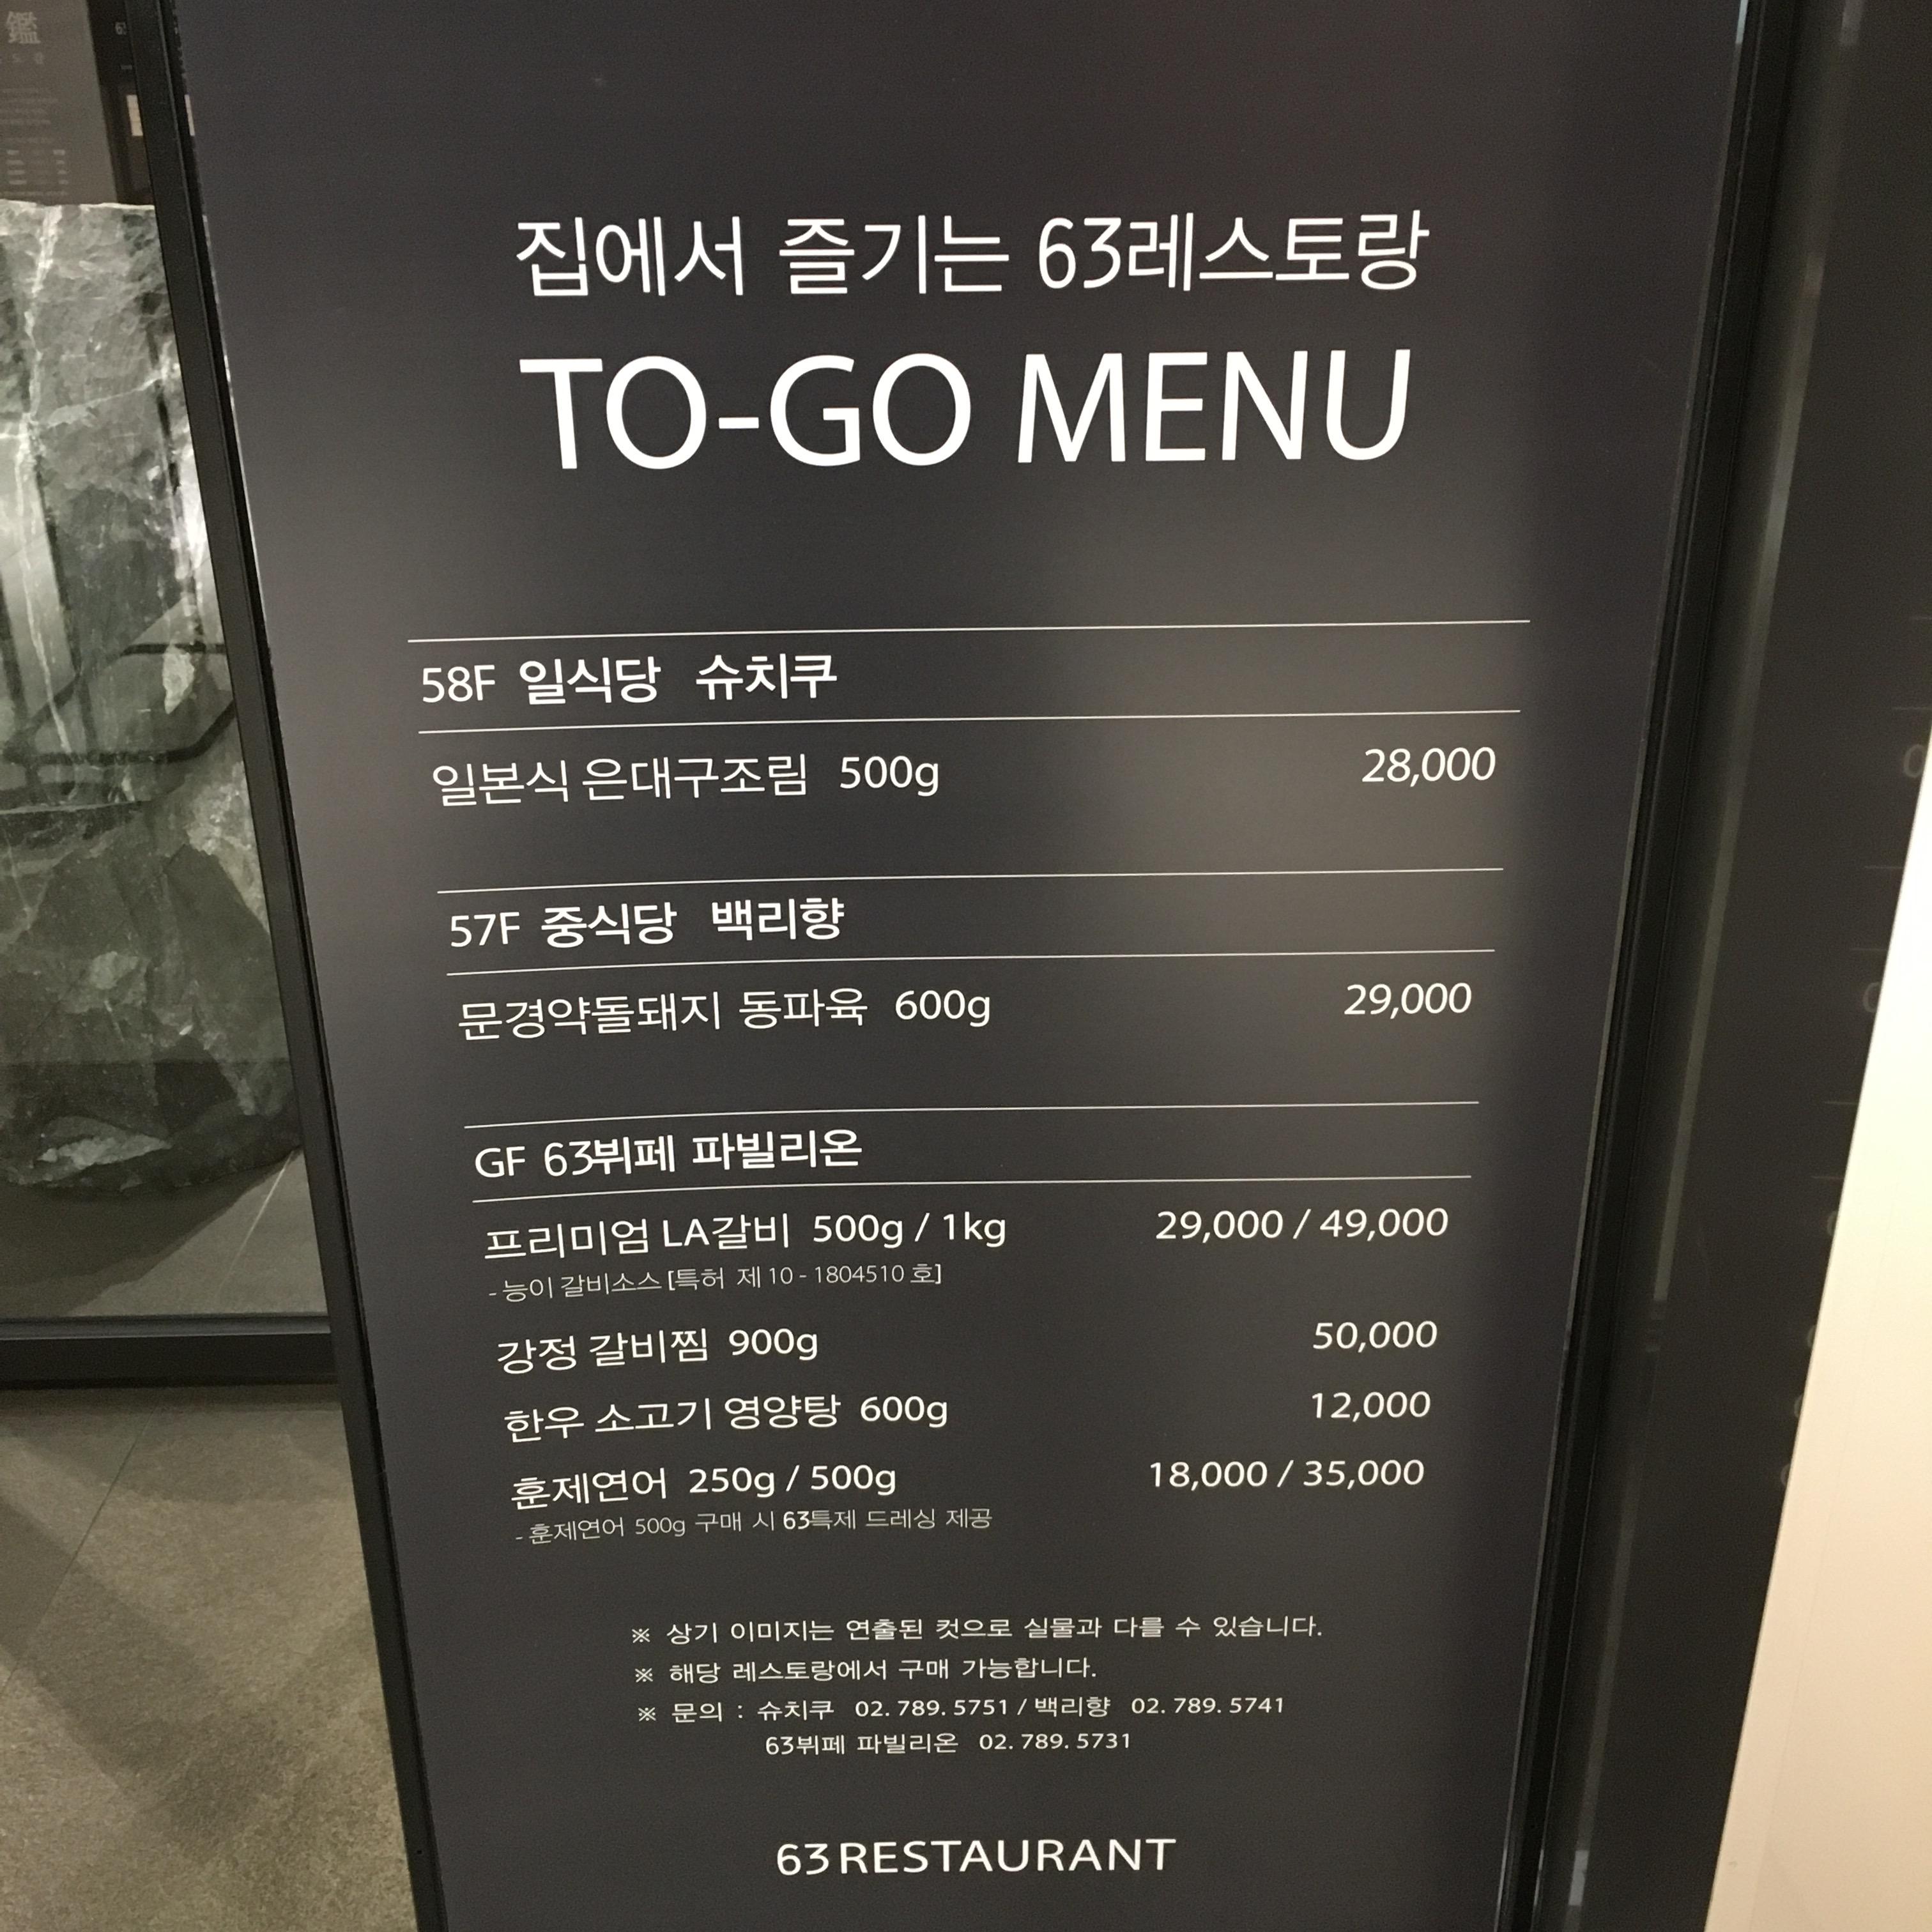 집에서 즐기는 63레스토랑
TO-GO MENU
58F 일식당 슈치쿠
일본식 은대구조림 500g 28,000
57F 중식당 백리향
문경약돌돼지 동파육 600g 29,000
GF 63뷔페 파빌리온
프리미엄 LA갈비 500g / 1kg 29,000 / 49,000
- 능이 갈비소스 [특허 제 10 - 1804510 호]
강정 갈비찜 900g 50,000
한우 소고기 영양탕 600g 12,000
훈제연어 250g / 500g 18,000 / 35,000
- 훈제연어 500g 구매 시 63특제 드레싱 제공
※ 상기 이미지는 연출된 컷으로 실물과 다를 수 있습니다.
※ 해당 레스토랑에서 구매 가능합니다.
※ 문의 : 슈치쿠 02. 789. 5751 / 백리향 02. 789. 5741
63뷔페 파빌리온 02. 789. 5731
63 RESTAURANT